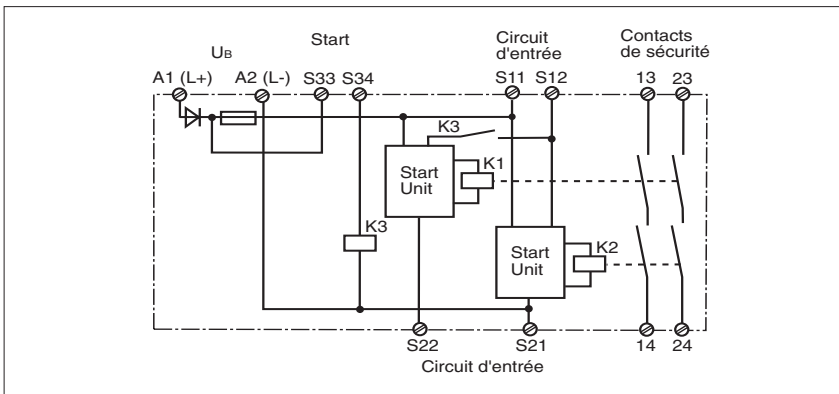 UB
Start
Circuit
d'entrée
Contacts
de sécurité
A1 (L+) A2 (L-) S33 S34 S11 S12 13 23
K3
Start
Unit
K1
K3
Start
Unit
K2
S22 S21 14 24
Circuit d'entrée